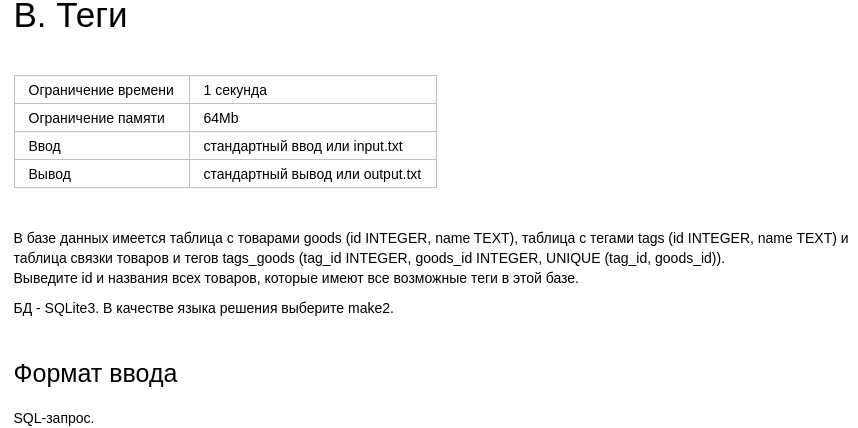 В. Теги
Ограничение времени 1 секунда
Ограничение памяти 64Mb
Ввод стандартный ввод или input.txt
Вывод стандартный вывод или output.txt
В базе данных имеется таблица с товарами goods (id INTEGER, name TEXT), таблица с тегами tags (id INTEGER, name TEXT) и
таблица связки товаров и тегов tags_goods (tag_id INTEGER, goods_id INTEGER, UNIQUE (tag_id, goods_id)).
Выведите id и названия всех товаров, которые имеют все возможные теги в этой базе.
БД - SQLite3. В качестве языка решения выберите make2.
Формат ввода
SQL-запрос.